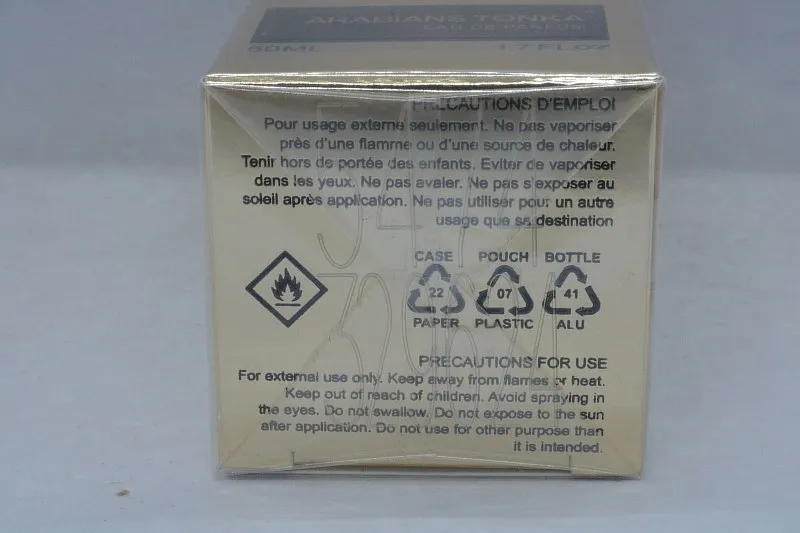 ARABIANS TONKA
EAU DE PARFUM
50ML 1.7 FL.OZ
PRECAUTIONS D'EMPLOI
Pour usage externe seulement. Ne pas vaporiser
près d'une flamme ou d'une source de chaleur.
Tenir hors de portée des enfants. Eviter de vaporiser
dans les yeux. Ne pas avaler. Ne pas s'exposer au
soleil après application. Ne pas utiliser pour un autre
usage que sa destination
CASE POUCH BOTTLE
22 07 41
PAPER PLASTIC ALU
PRECAUTIONS FOR USE
For external use only. Keep away from flames or heat.
Keep out of reach of children. Avoid spraying in
the eyes. Do not swallow. Do not expose to the sun
after application. Do not use for other purpose than
it is intended.